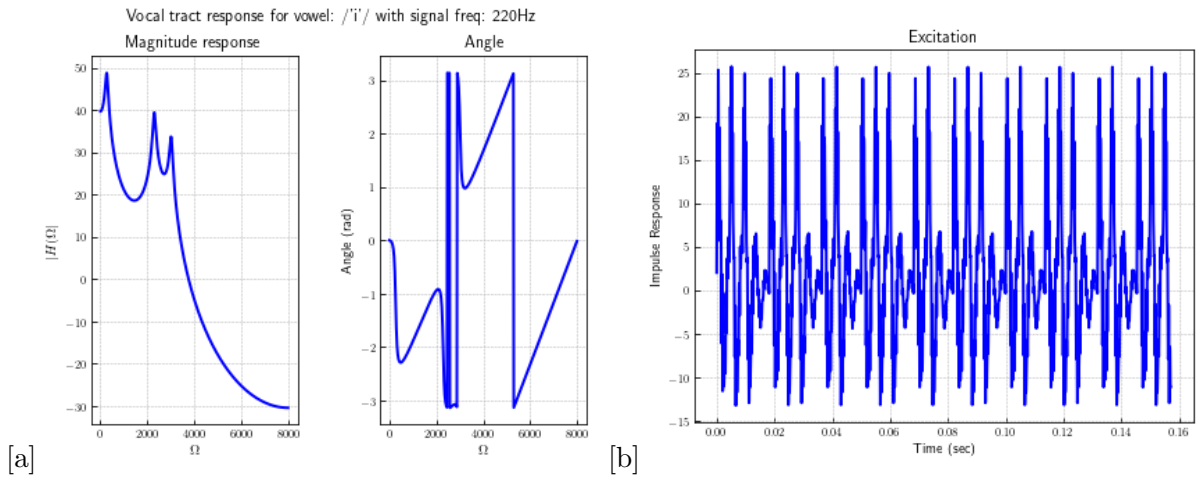 Vocal tract response for vowel: /'i'/ with signal freq: 220Hz
Magnitude response
Angle
Excitation
50
40
30
20
10
0
−10
−20
−30
|H(Ω|
0 2000 4000 6000 8000
Ω
3
2
1
0
−1
−2
−3
Angle (rad)
0 2000 4000 6000 8000
Ω
25
20
15
10
5
0
−5
−10
−15
Impulse Response
0.00 0.02 0.04 0.06 0.08 0.10 0.12 0.14 0.16
Time (sec)
[a]
[b]